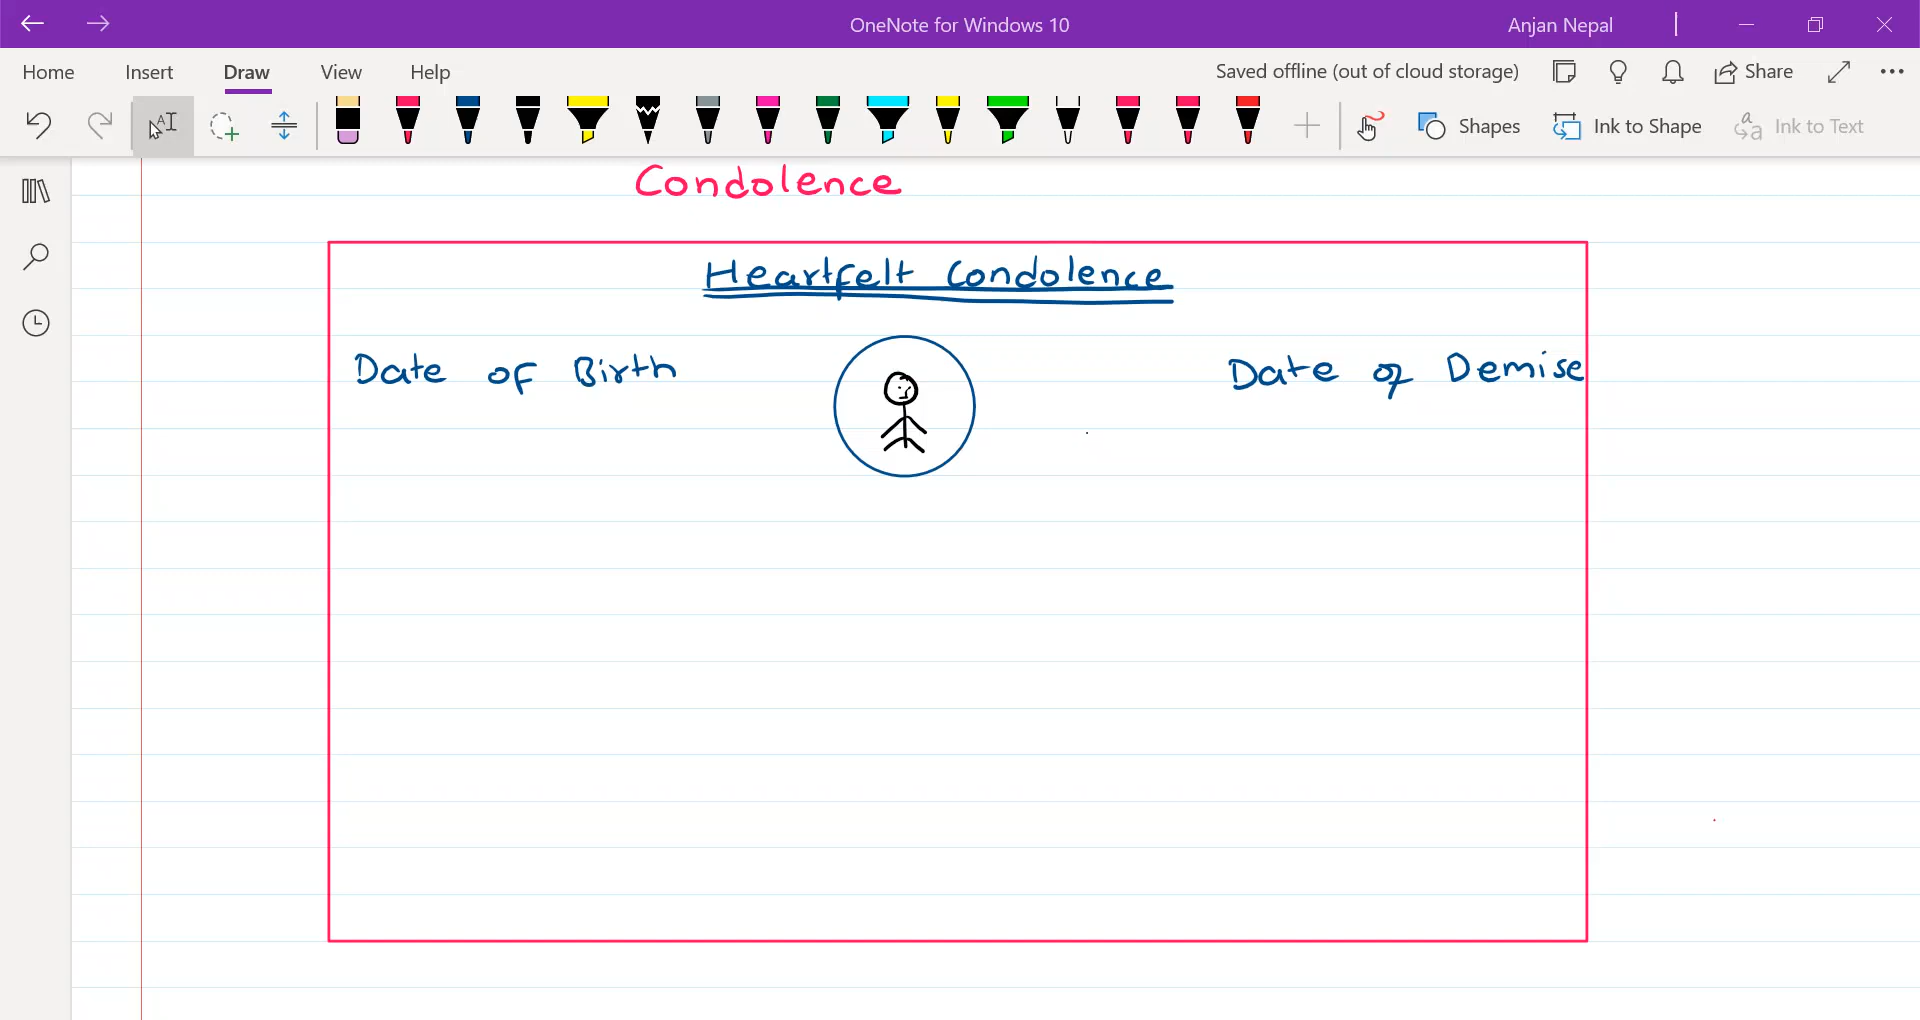 OneNote for Windows 10 Anjan Nepal
Home Insert Draw View Help Saved offline (out of cloud storage) Share
Shapes Ink to Shape Ink to Text
Condolence
Heartfelt Condolence
Date of Birth Date of Demise